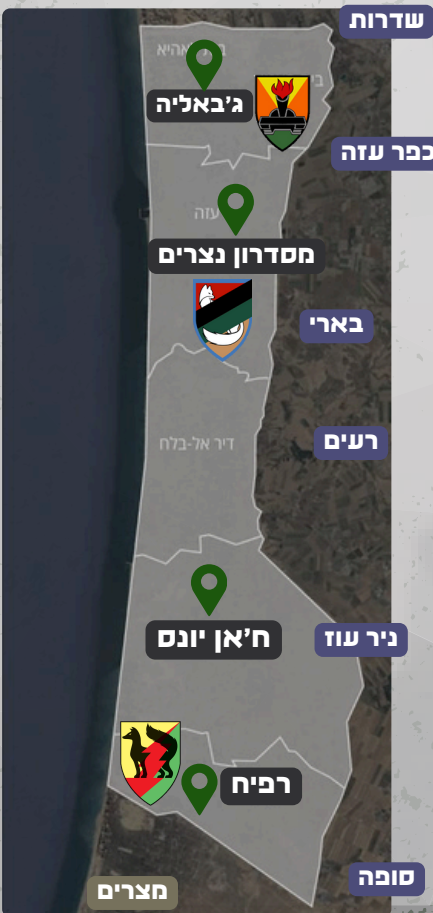 שדרות
ג'באליה
כפר עזה
עזה
מסדרון נצרים
בארי
רעים
דיר אל-בלח
ח'אן יונס
ניר עוז
רפיח
סופה
מצרים